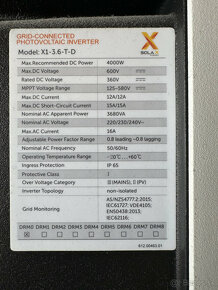 GRID-CONNECTED
PHOTOVOLTAIC INVERTER
X SOLAX
Model: X1-3.6-T-D
Max.Recommended DC Power 4000W
Max.DC Voltage 600V
Rated DC Voltage 360V
MPPT Voltage Range 125-580V
Max.DC Current 12A/12A
Max.DC Short-Circuit Current 15A/15A
Nominal AC Apparent Power 3680VA
Nominal AC Voltage 220/230/240V~
Max.AC Current 16A
Adjustable Power Factor Range 0.8 leading ~0.8 lagging
Nominal AC Frequency 50/60Hz
Operating Temperature Range -20℃~+60℃
Ingress Protection IP 65
Protective Class I
Over Voltage Category Ⅲ (MAINS), Ⅱ (PV)
Inverter Topology non-isolated
Grid Monitoring
AS/NZS4777.2:2015;
IEC61727; VDE4105;
EN50438:2013;
IEC62116;
DRM0 DRM1 DRM2 DRM3 DRM4 DRM5 DRM6 DRM7 DRM8
612.00403.01